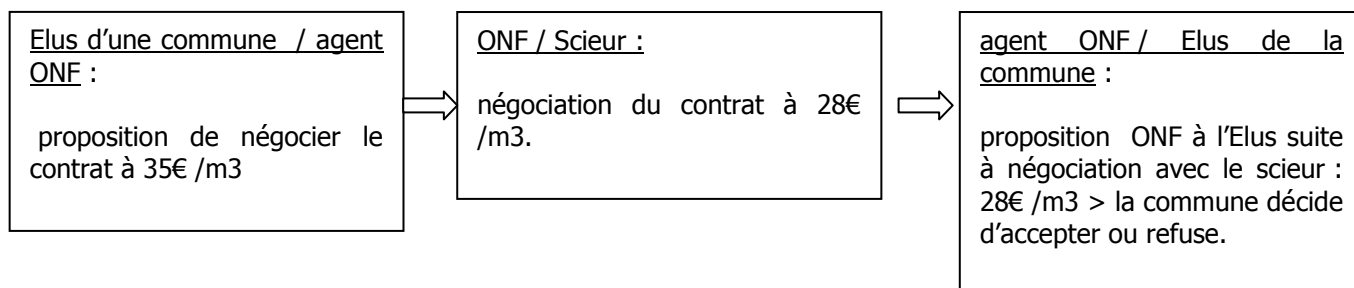 Elus d'une commune / agent
ONF :
proposition de négocier le
contrat à 35€ /m3
ONF / Scieur :
négociation du contrat à 28€
/m3.
agent ONF / Elus de la
commune :
proposition ONF à l'Elus suite
à négociation avec le scieur :
28€ /m3 > la commune décide
d'accepter ou refuse.